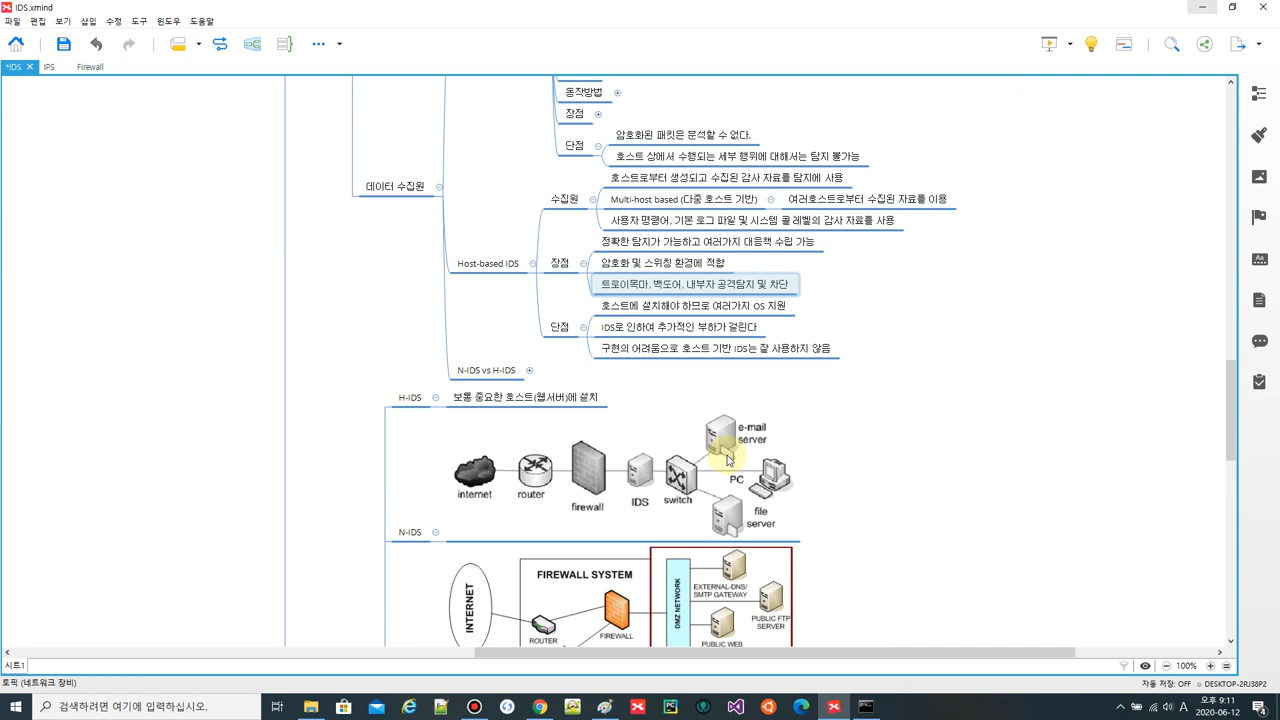 IDS.xmind
파일 편집 보기 삽입 수정 도구 윈도우 도움말
*IDS IPS Firewall
동작방법
장점
단점
암호화된 패킷은 분석할 수 없다.
호스트 상에서 수행되는 세부 행위에 대해서는 탐지 불가능
데이터 수집원
Host-based IDS
수집원
호스트로부터 생성되고 수집된 감사 자료를 탐지에 사용
Multi-host based (다중 호스트 기반) 여러호스트로부터 수집된 자료를 이용
사용자 명령어, 기본 로그 파일 및 시스템 콜 레벨의 감사 자료를 사용
장점
정확한 탐지가 가능하고 여러가지 대응책 수립 가능
암호화 및 스위칭 환경에 적합
트로이목마, 백도어, 내부자 공격탐지 및 차단
단점
호스트에 설치해야 하므로 여러가지 OS 지원
IDS로 인하여 추가적인 부하가 걸린다
구현의 어려움으로 호스트 기반 IDS는 잘 사용하지 않음
N-IDS vs H-IDS
H-IDS 보통 중요한 호스트(웹서버)에 설치
e-mail
server
PC
internet router firewall IDS switch
file
server
N-IDS
INTERNET
FIREWALL SYSTEM
ROUTER
FIREWALL
DMZ NETWORK
EXTERNAL-DNS/
SMTP GATEWAY
PUBLIC FTP
SERVER
PUBLIC WEB
시트1
100%
토픽 (네트워크 장비)
자동 저장: OFF DESKTOP-2RJ38P2
검색하려면 여기에 입력하십시오.
A
오후 9:11
2020-06-12
4